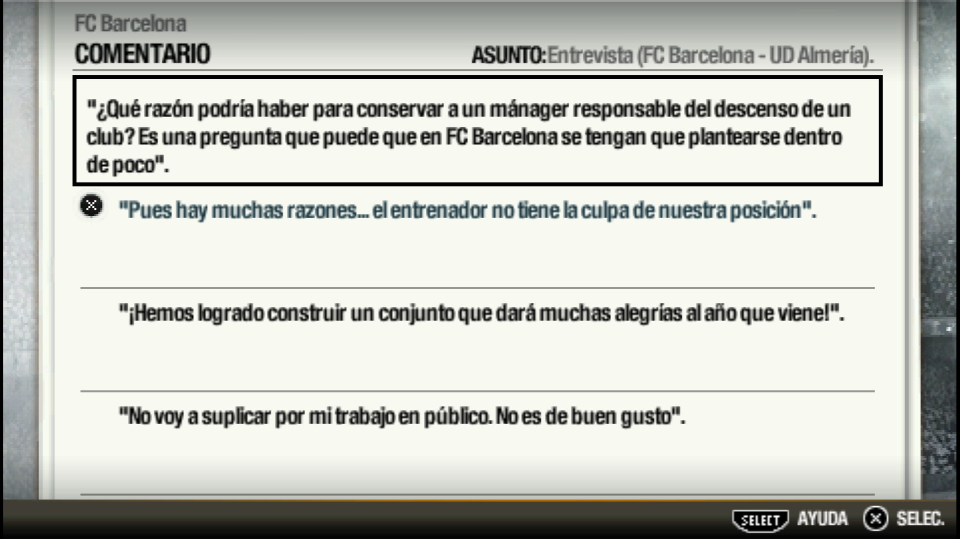 FC Barcelona
COMENTARIO
ASUNTO: Entrevista (FC Barcelona - UD Almería).
"¿Qué razón podría haber para conservar a un mánager responsable del descenso de un
club? Es una pregunta que puede que en FC Barcelona se tengan que plantearse dentro
de poco".
"Pues hay muchas razones... el entrenador no tiene la culpa de nuestra posición".
"¡Hemos logrado construir un conjunto que dará muchas alegrías al año que viene!".
"No voy a suplicar por mi trabajo en público. No es de buen gusto".
SELECT AYUDA SELEC.